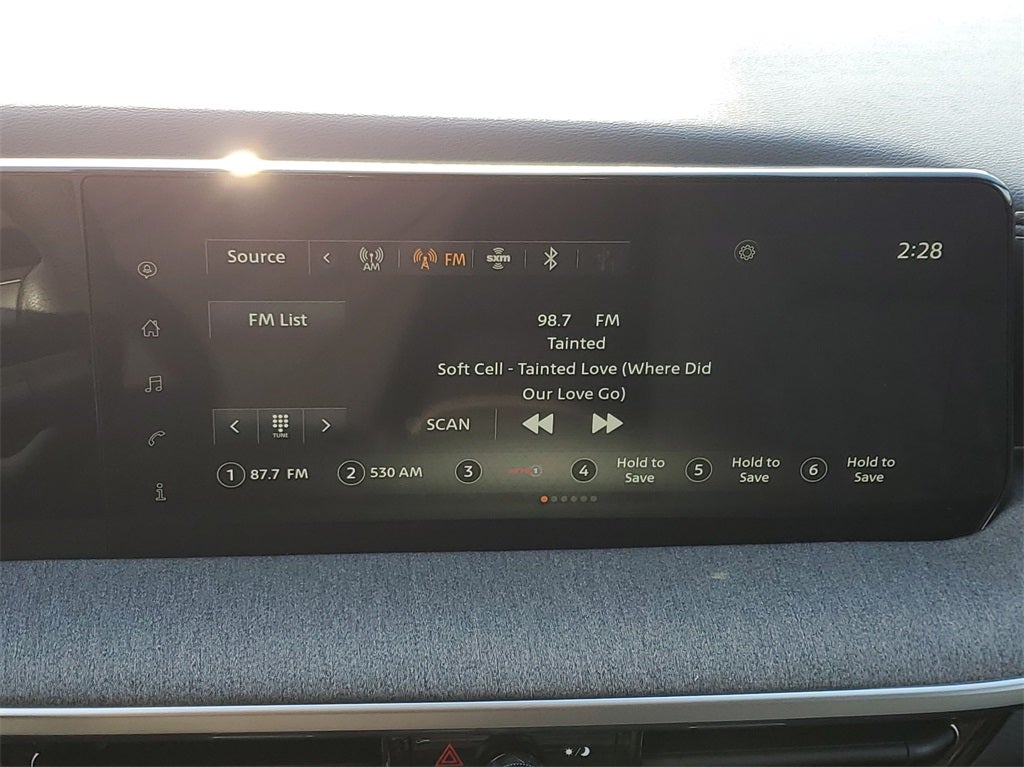 2:28
Source < AM FM sxm
FM List
98.7 FM
Tainted
Soft Cell - Tainted Love (Where Did
Our Love Go)
< TUNE > SCAN
1 87.7 FM 2 530 AM 3 4 Hold to Save 5 Hold to Save 6 Hold to Save